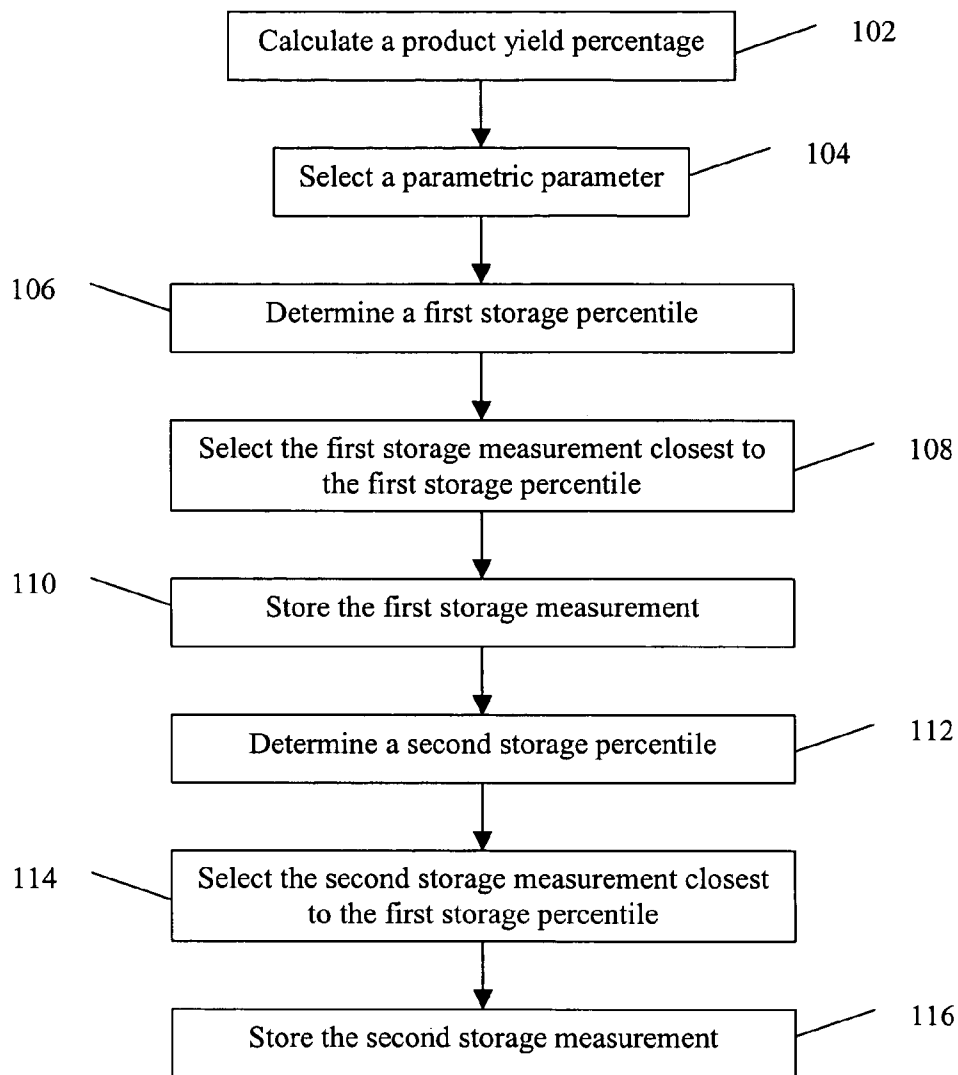 Calculate a product yield percentage
102
Select a parametric parameter
104
106
Determine a first storage percentile
Select the first storage measurement closest to
the first storage percentile
108
110
Store the first storage measurement
Determine a second storage percentile
112
114
Select the second storage measurement closest
to the first storage percentile
Store the second storage measurement
116